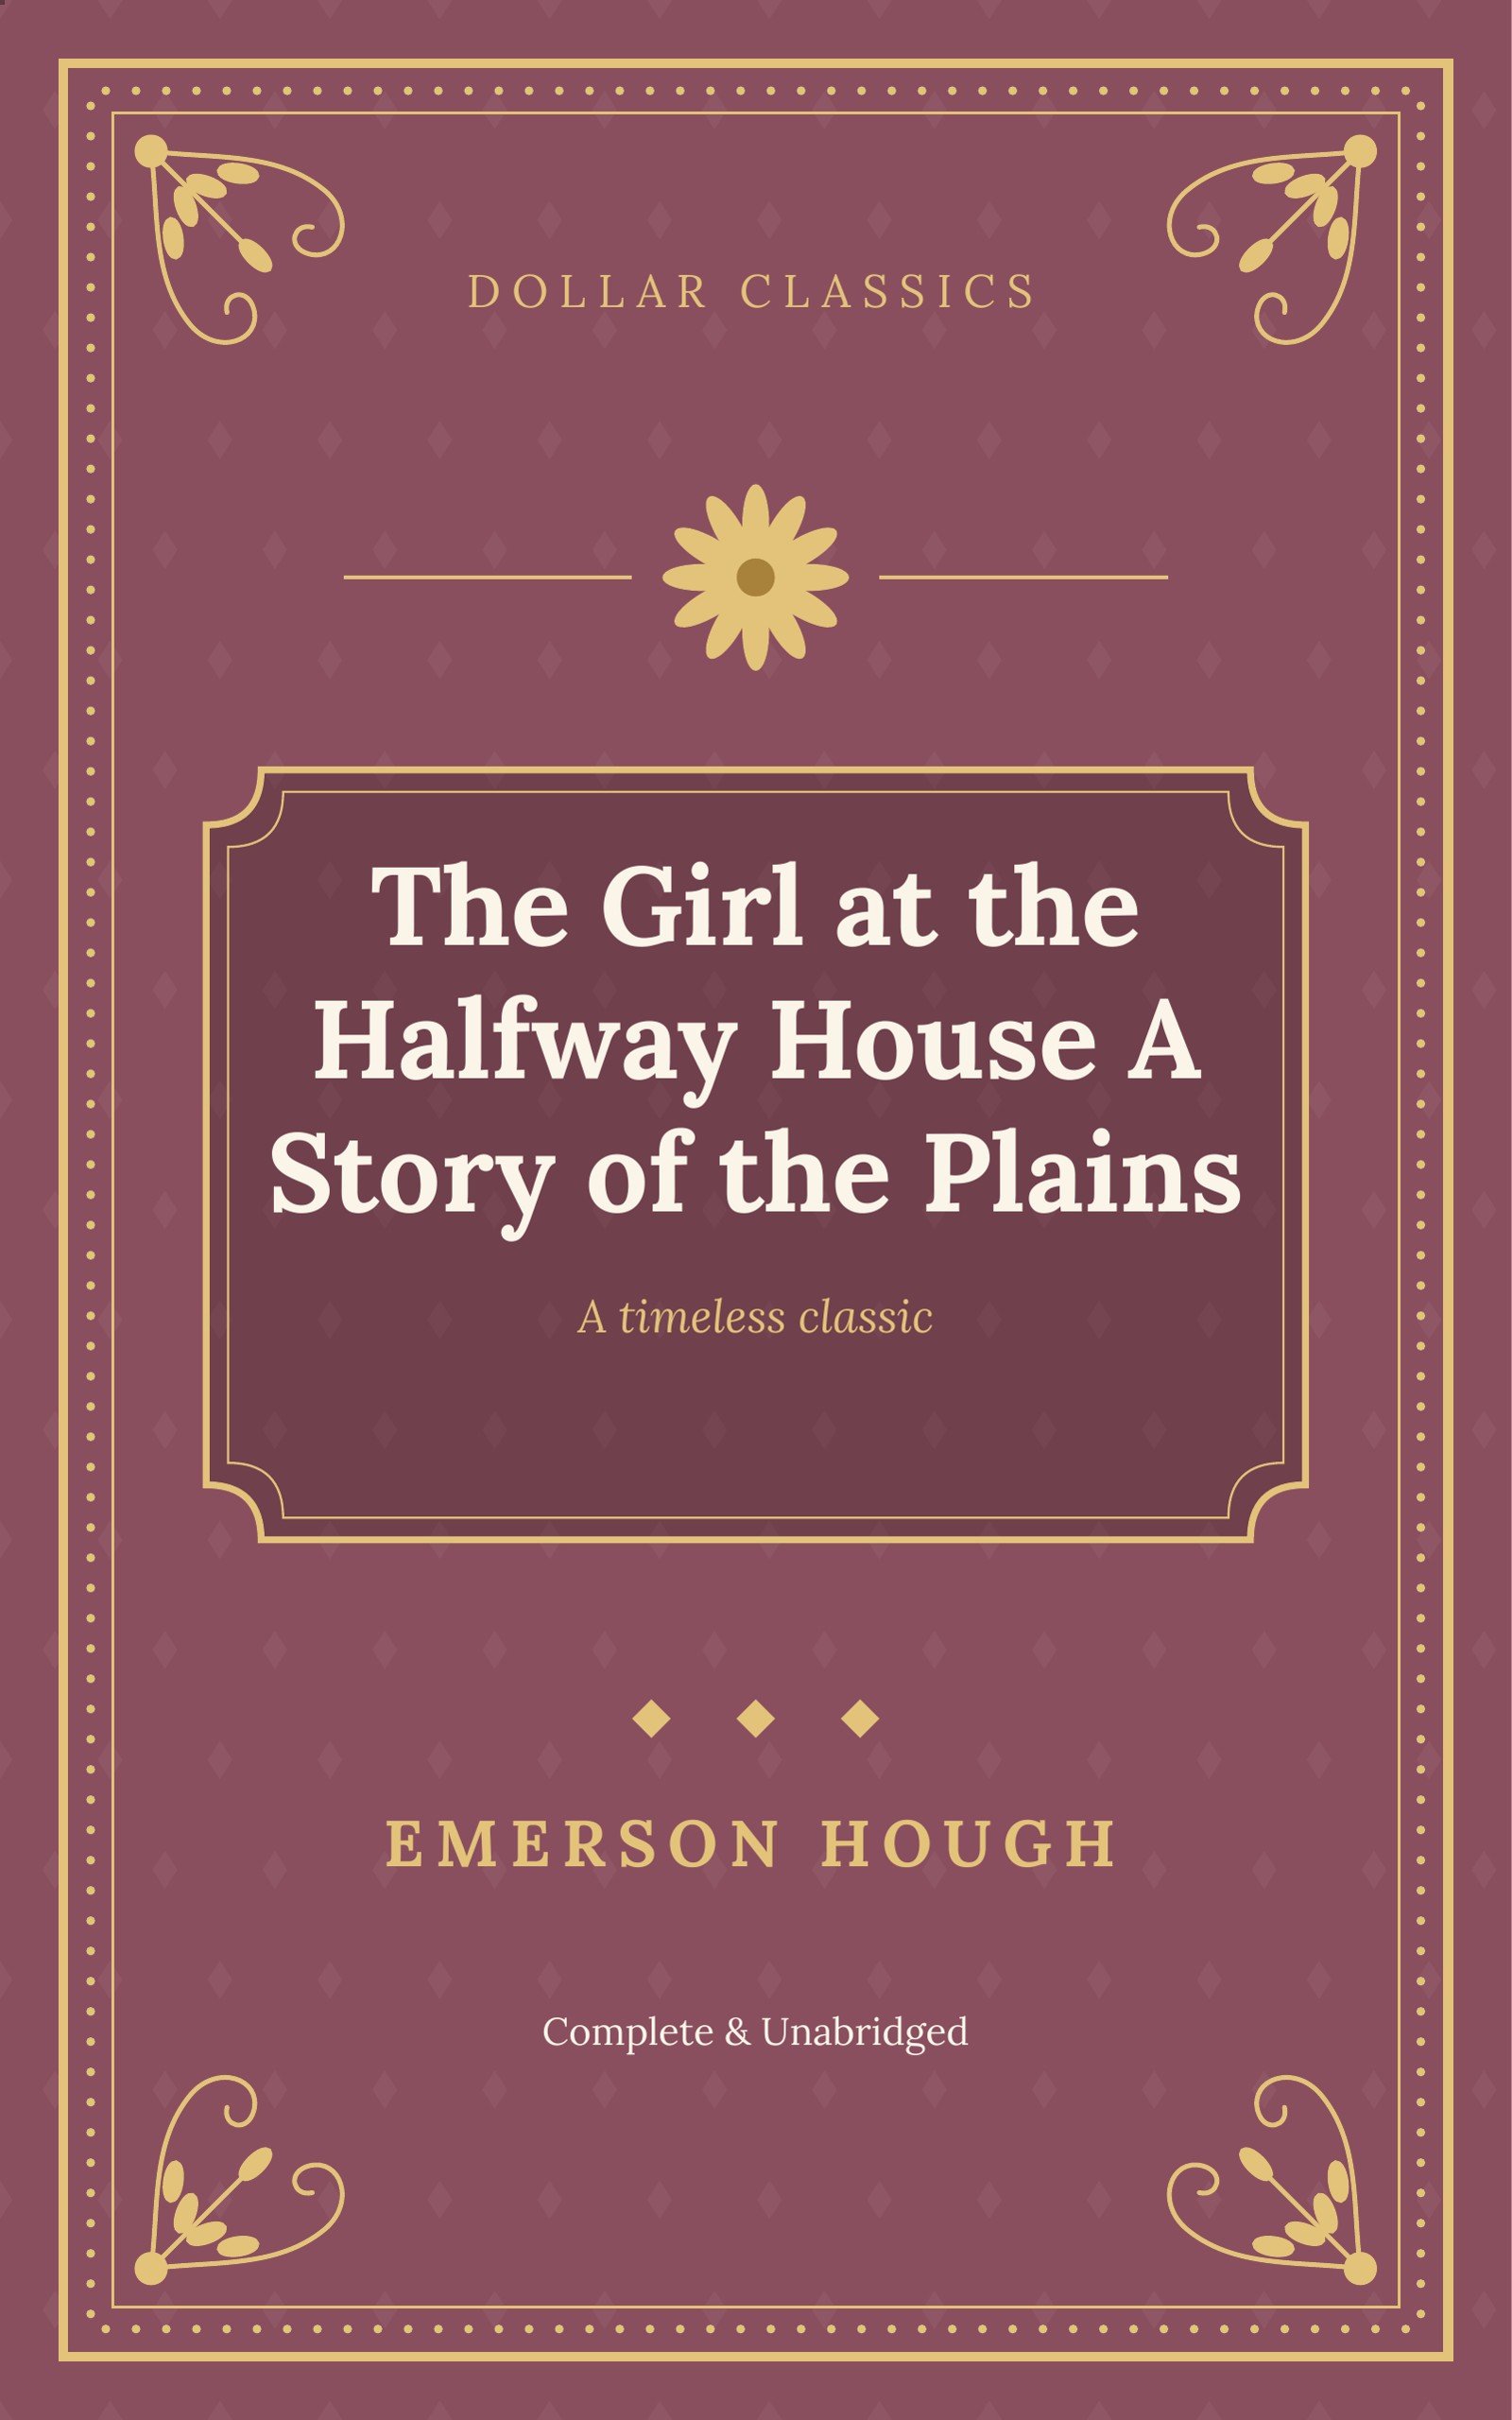 DOLLAR CLASSICS
The Girl at the
Halfway House A
Story of the Plains
A timeless classic
EMERSON HOUGH
Complete & Unabridged